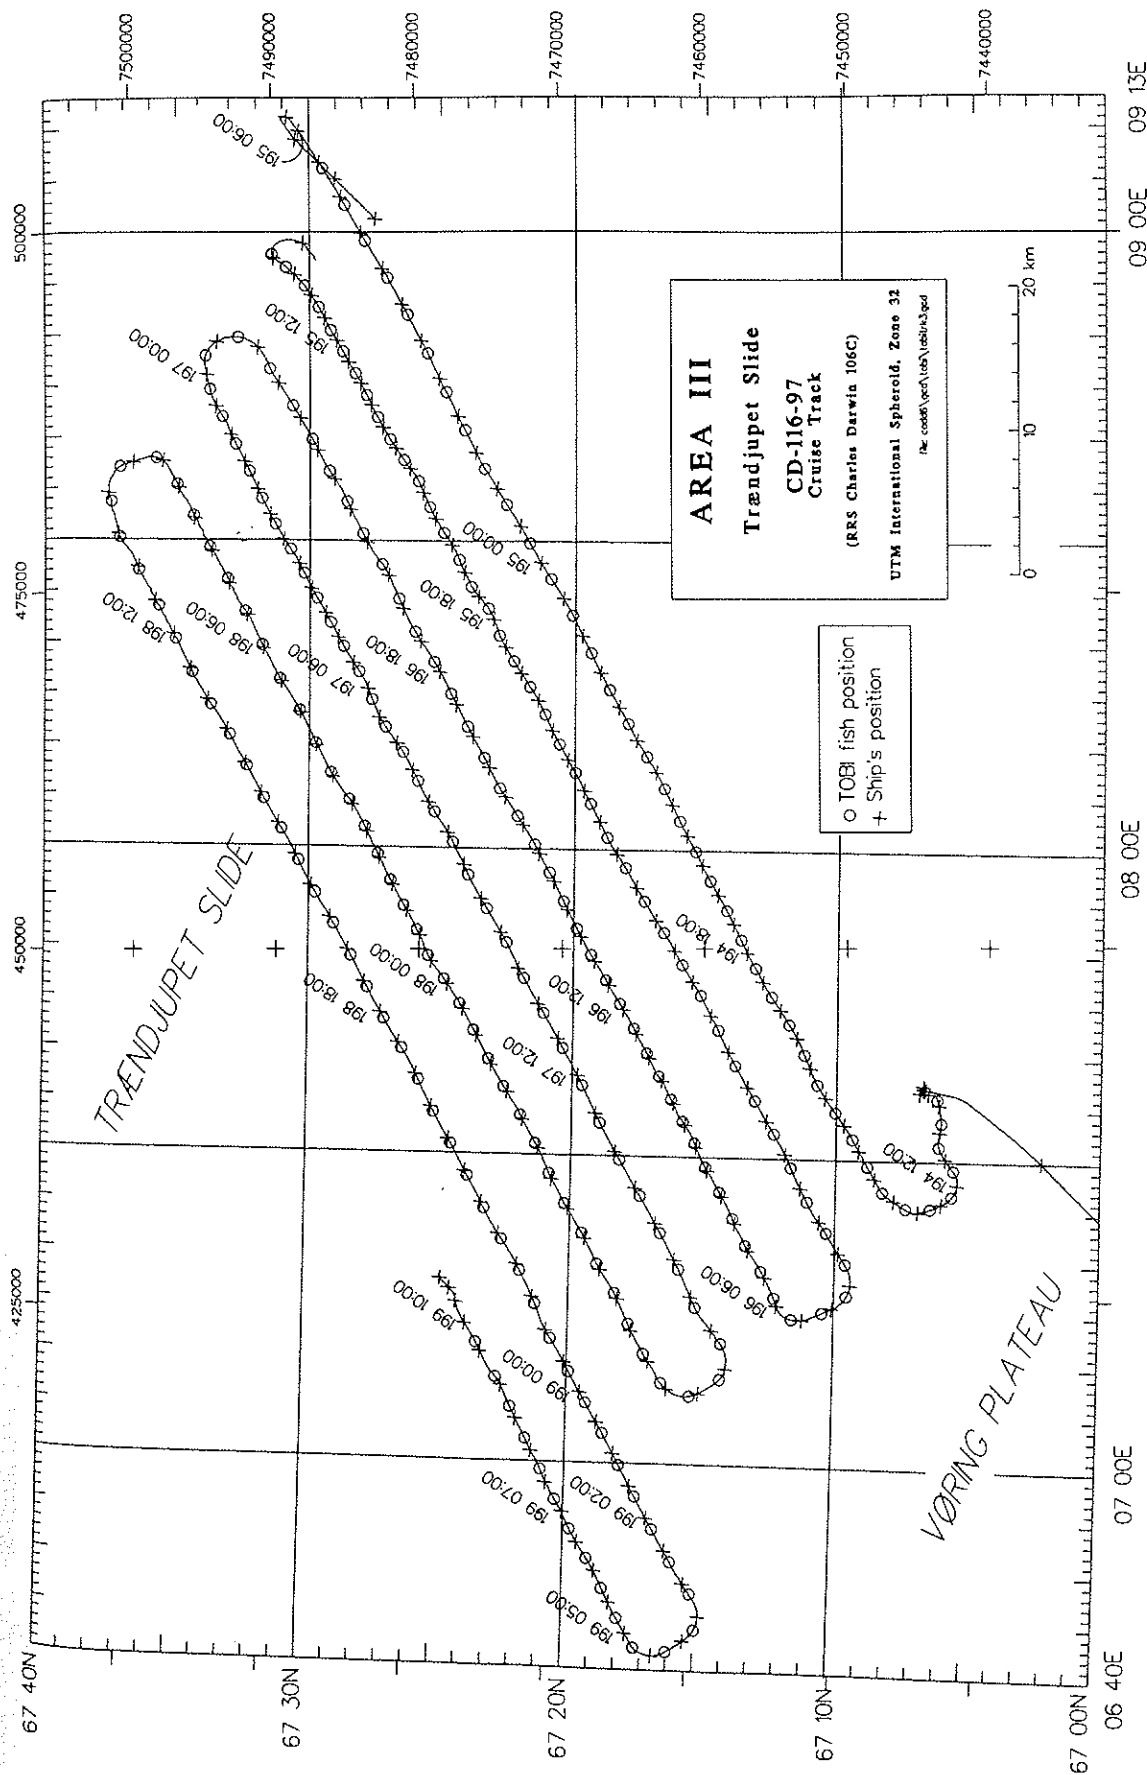 AREA III
Trændjupet Slide
CD-116-97
Cruise Track
(RRS Charles Darwin 106C)
UTM International Spheroid, Zone 32
0 10 20 km
O TOBI fish position
+ Ship's position
TRÆNDJUPET SLIDE
VØRING PLATEAU
425000
450000
475000
500000
7500000
7490000
7480000
7470000
7460000
7450000
7440000
67 40N
67 30N
67 20N
67 10N
67 00N
06 40E
07 00E
08 00E
09 00E
09 13E
194 12:00
194 18:00
195 00:00
195 06:00
195 12:00
195 18:00
196 06:00
196 12:00
196 18:00
197 00:00
197 06:00
197 12:00
198 00:00
198 06:00
198 12:00
198 18:00
199 00:00
199 02:00
199 05:00
199 07:00
199 10:00